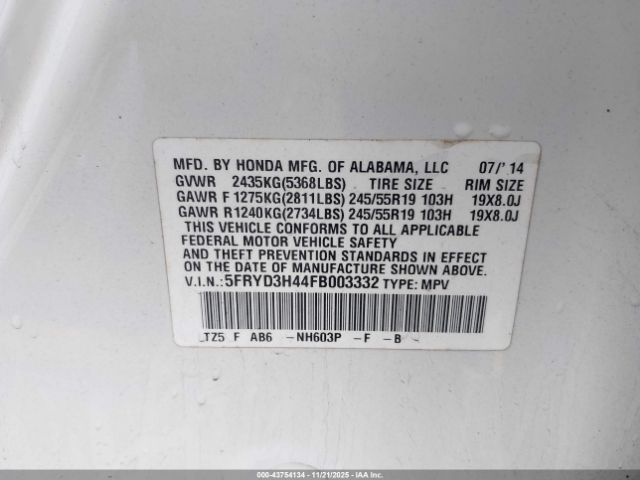 MFD. BY HONDA MFG. OF ALABAMA, LLC 07/'14
GVWR 2435KG(5368LBS) TIRE SIZE RIM SIZE
GAWR F 1275KG(2811LBS) 245/55R19 103H 19X8.0J
GAWR R1240KG(2734LBS) 245/55R19 103H 19X8.0J
THIS VEHICLE CONFORMS TO ALL APPLICABLE
FEDERAL MOTOR VEHICLE SAFETY
AND THEFT PREVENTION STANDARDS IN EFFECT
ON THE DATE OF MANUFACTURE SHOWN ABOVE.
V.I.N.: 5FRYD3H44FB003332 TYPE: MPV
TZ5 F AB6 -NH603P -F -B-
000-43754134 - 11/21/2025 - IAAI.COM